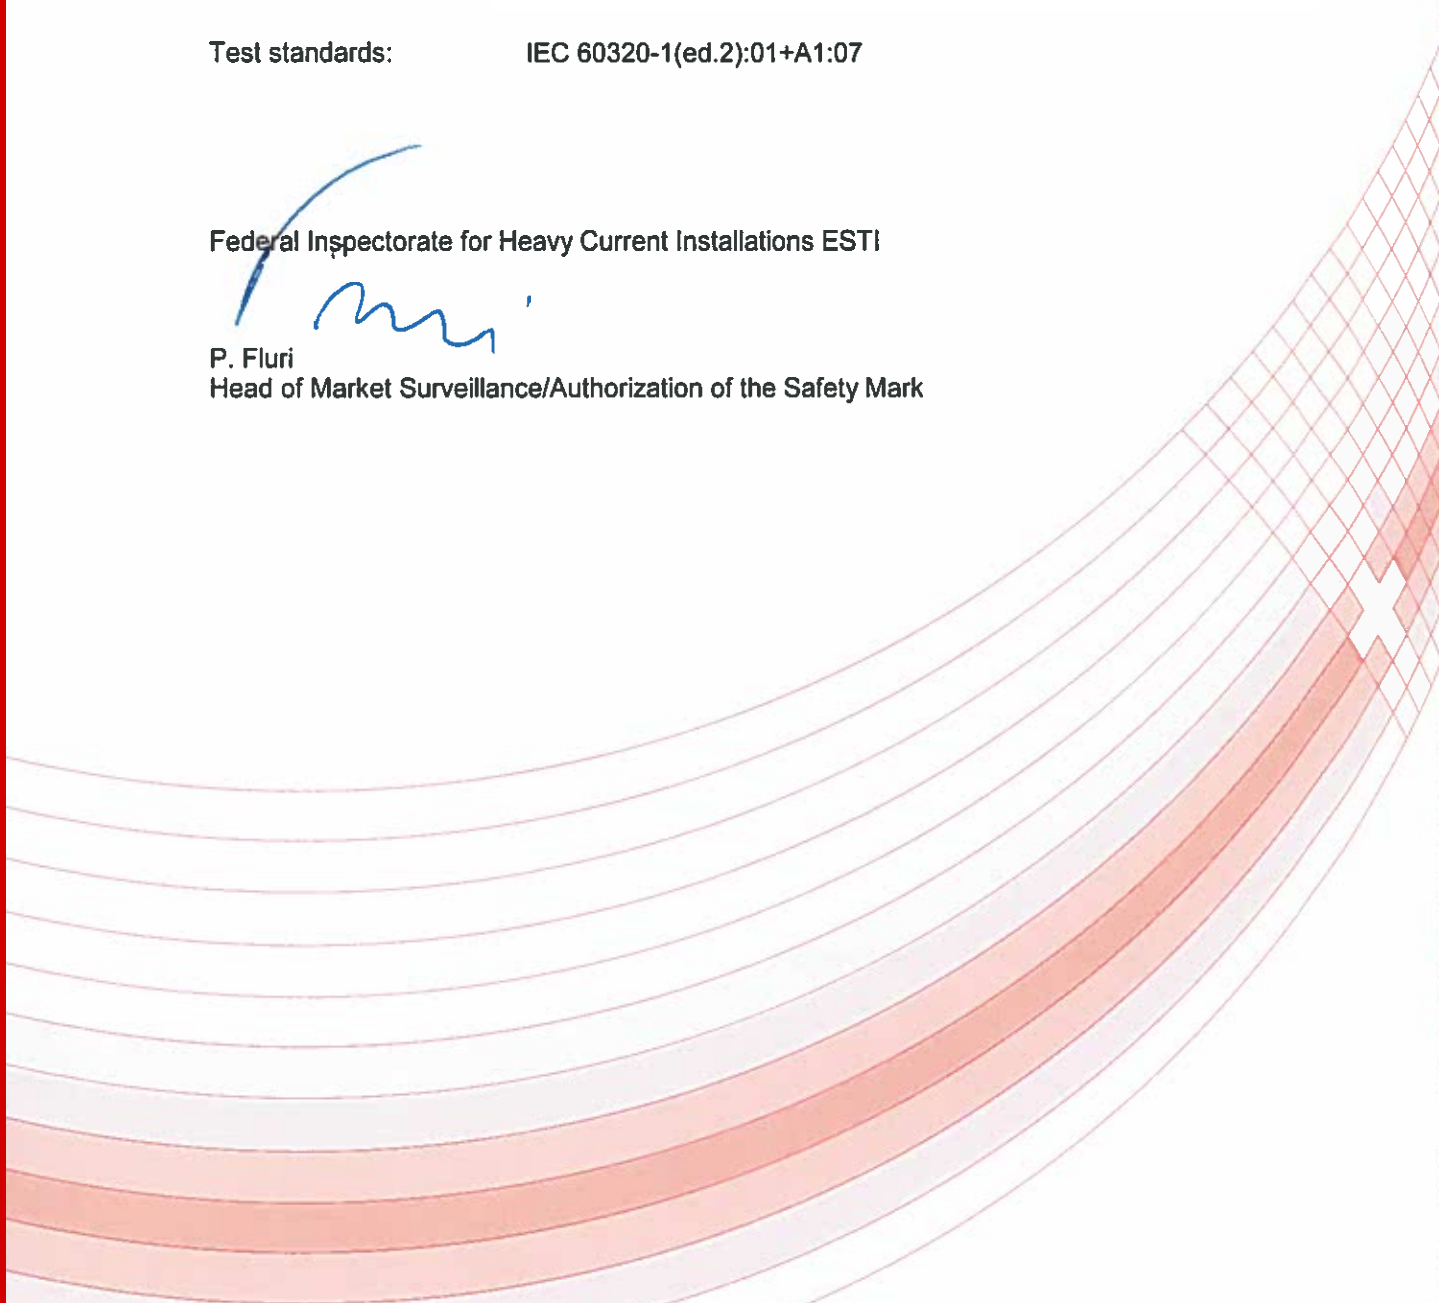 Test standards: IEC 60320-1(ed.2):01+A1:07
Federal Inspectorate for Heavy Current Installations ESTI
P. Fluri
Head of Market Surveillance/Authorization of the Safety Mark